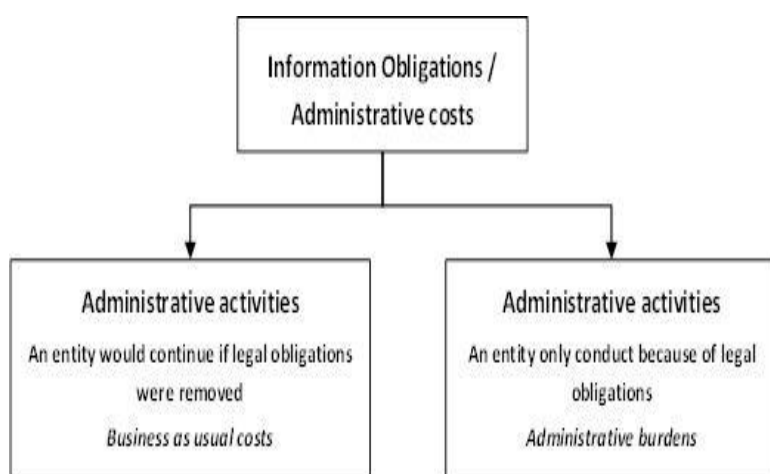 Information Obligations /
Administrative costs
Administrative activities
An entity would continue if legal obligations
were removed
Business as usual costs
Administrative activities
An entity only conduct because of legal
obligations
Administrative burdens